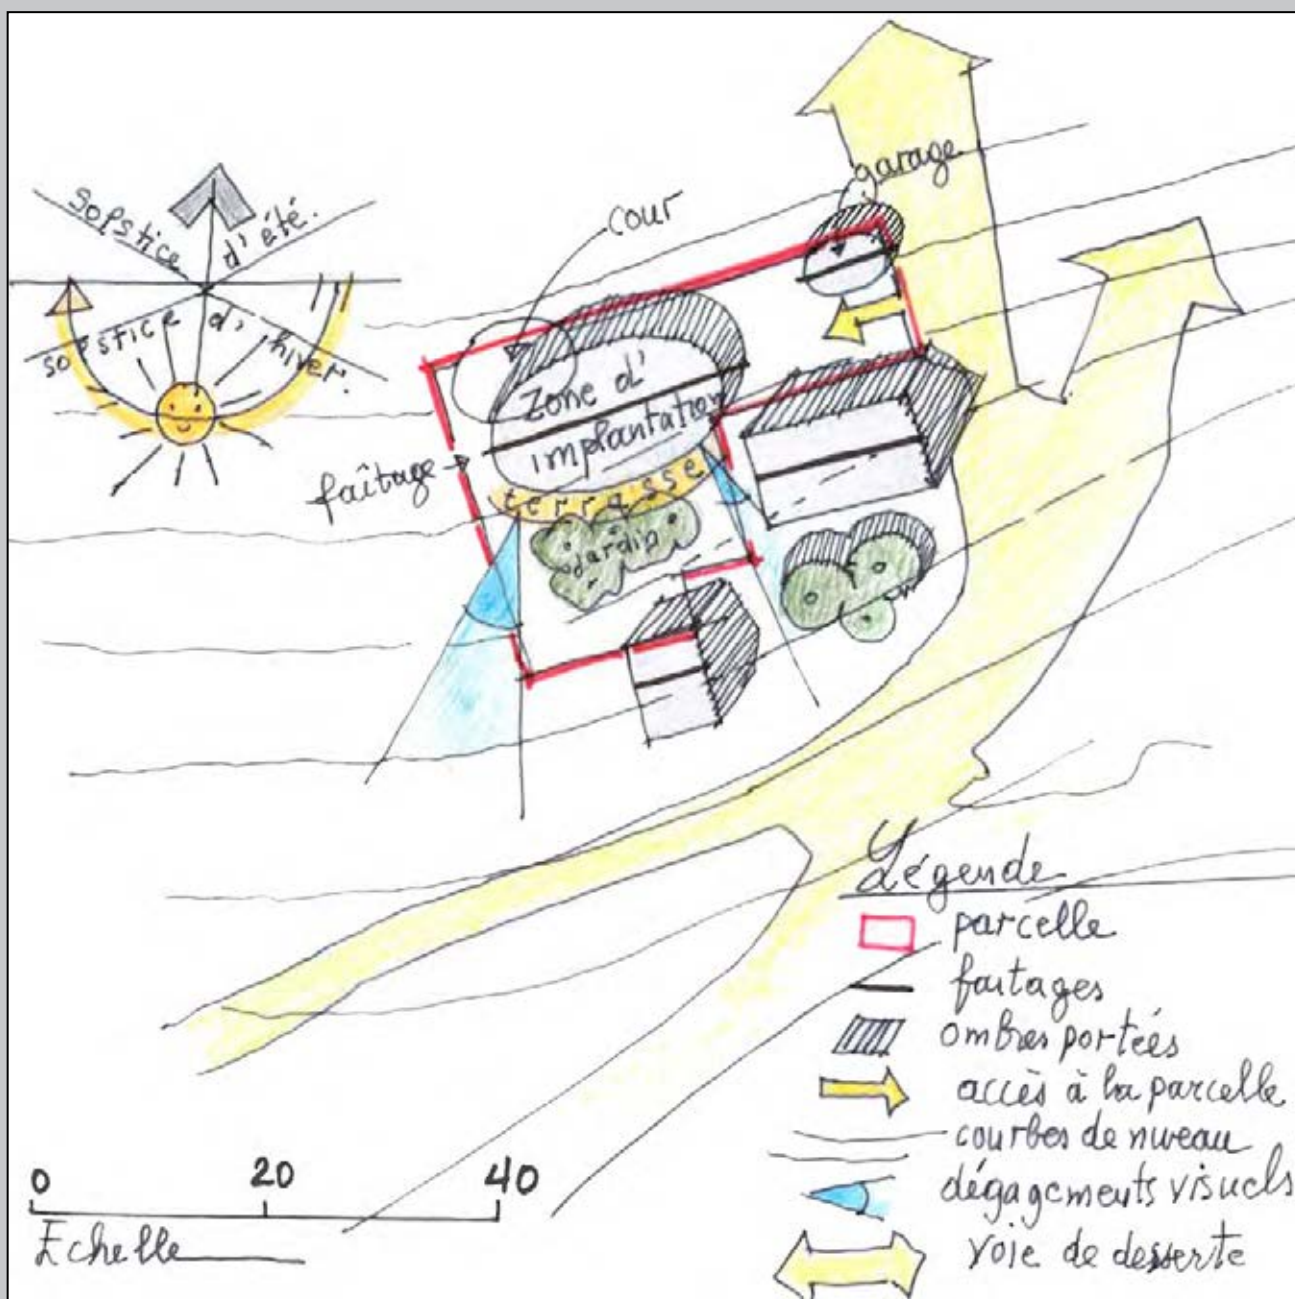 Solstice d'été.
solstice d'hiver.
cour
garage
Zone d'
implantation
faîtage
terrasse
jardin
Légende
parcelle
faîtages
ombres portées
accès à la parcelle
courbes de niveau
dégagements visuels
voie de desserte
0 20 40
Echelle